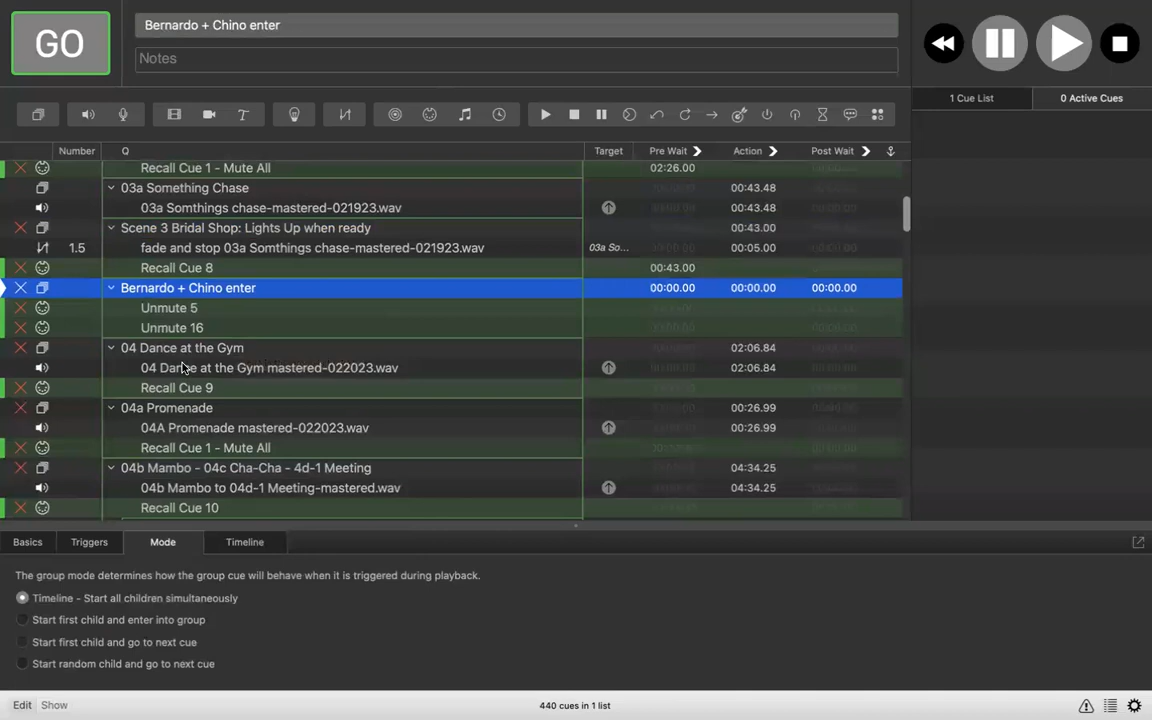 GO
Bernardo + Chino enter
Notes
1 Cue List
0 Active Cues
Number Q Target Pre Wait Action Post Wait
Recall Cue 1 - Mute All 02:26.00
03a Something Chase 00:43.48
03a Somthings chase-mastered-021923.wav 00:43.48
Scene 3 Bridal Shop: Lights Up when ready 00:43.00
1.5 fade and stop 03a Somthings chase-mastered-021923.wav 03a So... 00:05.00
Recall Cue 8 00:43.00
Bernardo + Chino enter 00:00.00 00:00.00 00:00.00
Unmute 5
Unmute 16
04 Dance at the Gym 02:06.84
04 Dance at the Gym mastered-022023.wav 02:06.84
Recall Cue 9
04a Promenade 00:26.99
04A Promenade mastered-022023.wav 00:26.99
Recall Cue 1 - Mute All
04b Mambo - 04c Cha-Cha - 4d-1 Meeting 04:34.25
04b Mambo to 04d-1 Meeting-mastered.wav 04:34.25
Recall Cue 10
Basics Triggers Mode Timeline
The group mode determines how the group cue will behave when it is triggered during playback.
Timeline - Start all children simultaneously
Start first child and enter into group
Start first child and go to next cue
Start random child and go to next cue
Edit Show 440 cues in 1 list